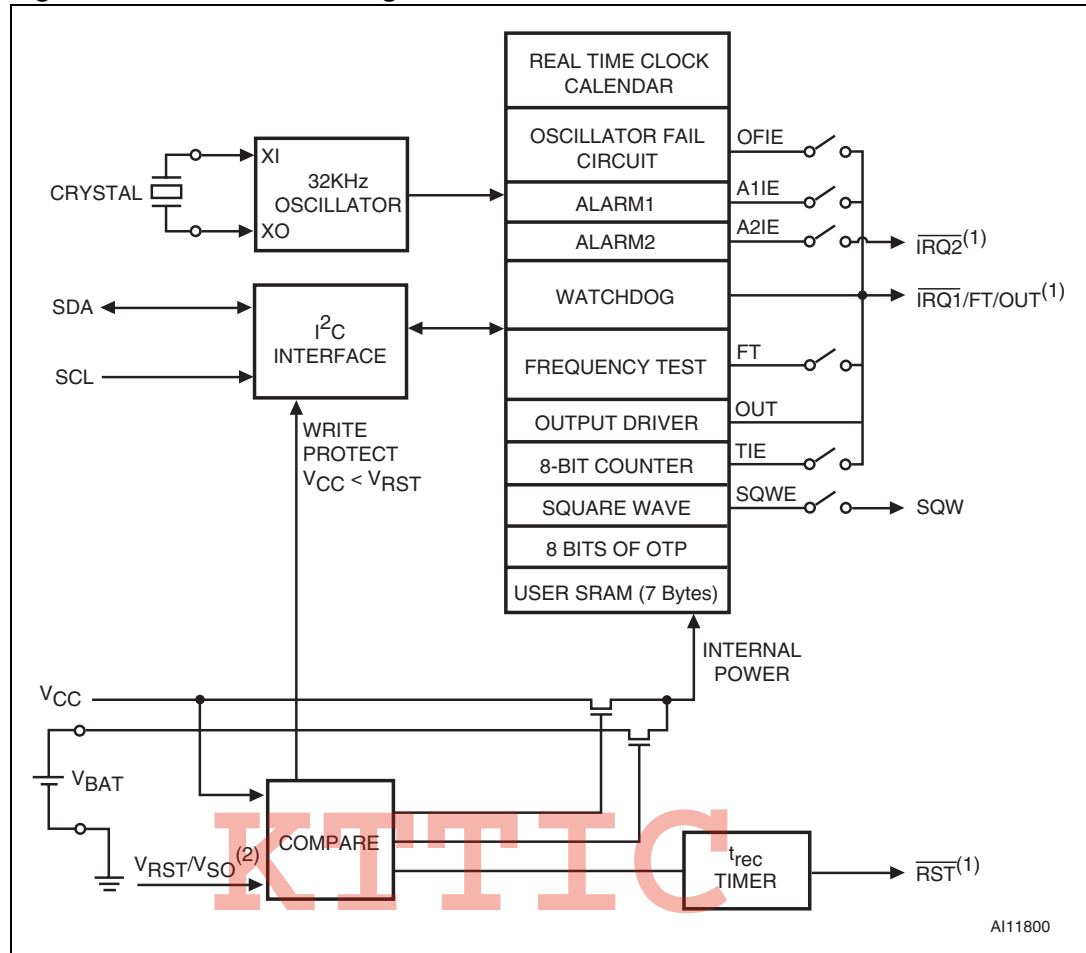 REAL TIME CLOCK
CALENDAR
OSCILLATOR FAIL
CIRCUIT
OFIE
XI
CRYSTAL
32KHz
OSCILLATOR
XO
ALARM1
A1IE
ALARM2
A2IE
IRQ2(1)
WATCHDOG
IRQ1/FT/OUT(1)
SDA
I2C
INTERFACE
SCL
FREQUENCY TEST
FT
OUTPUT DRIVER
OUT
WRITE
PROTECT
VCC < VRST
8-BIT COUNTER
TIE
SQUARE WAVE
SQWE
SQW
8 BITS OF OTP
USER SRAM (7 Bytes)
INTERNAL
POWER
VCC
VBAT
COMPARE
VRST/VSO(2)
trec
TIMER
RST(1)
KTTIC
AI11800